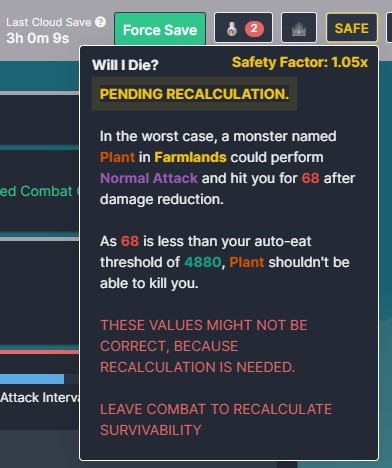 Last Cloud Save ?
3h 0m 9s
Force Save
2
SAFE
Will I Die?
Safety Factor: 1.05x
PENDING RECALCULATION.
In the worst case, a monster named
Plant in Farmlands could perform
Normal Attack and hit you for 68 after
damage reduction.
As 68 is less than your auto-eat
threshold of 4880, Plant shouldn't be
able to kill you.
THESE VALUES MIGHT NOT BE
CORRECT, BECAUSE
RECALCULATION IS NEEDED.
LEAVE COMBAT TO RECALCULATE
SURVIVABILITY
ed Combat
Attack Interv